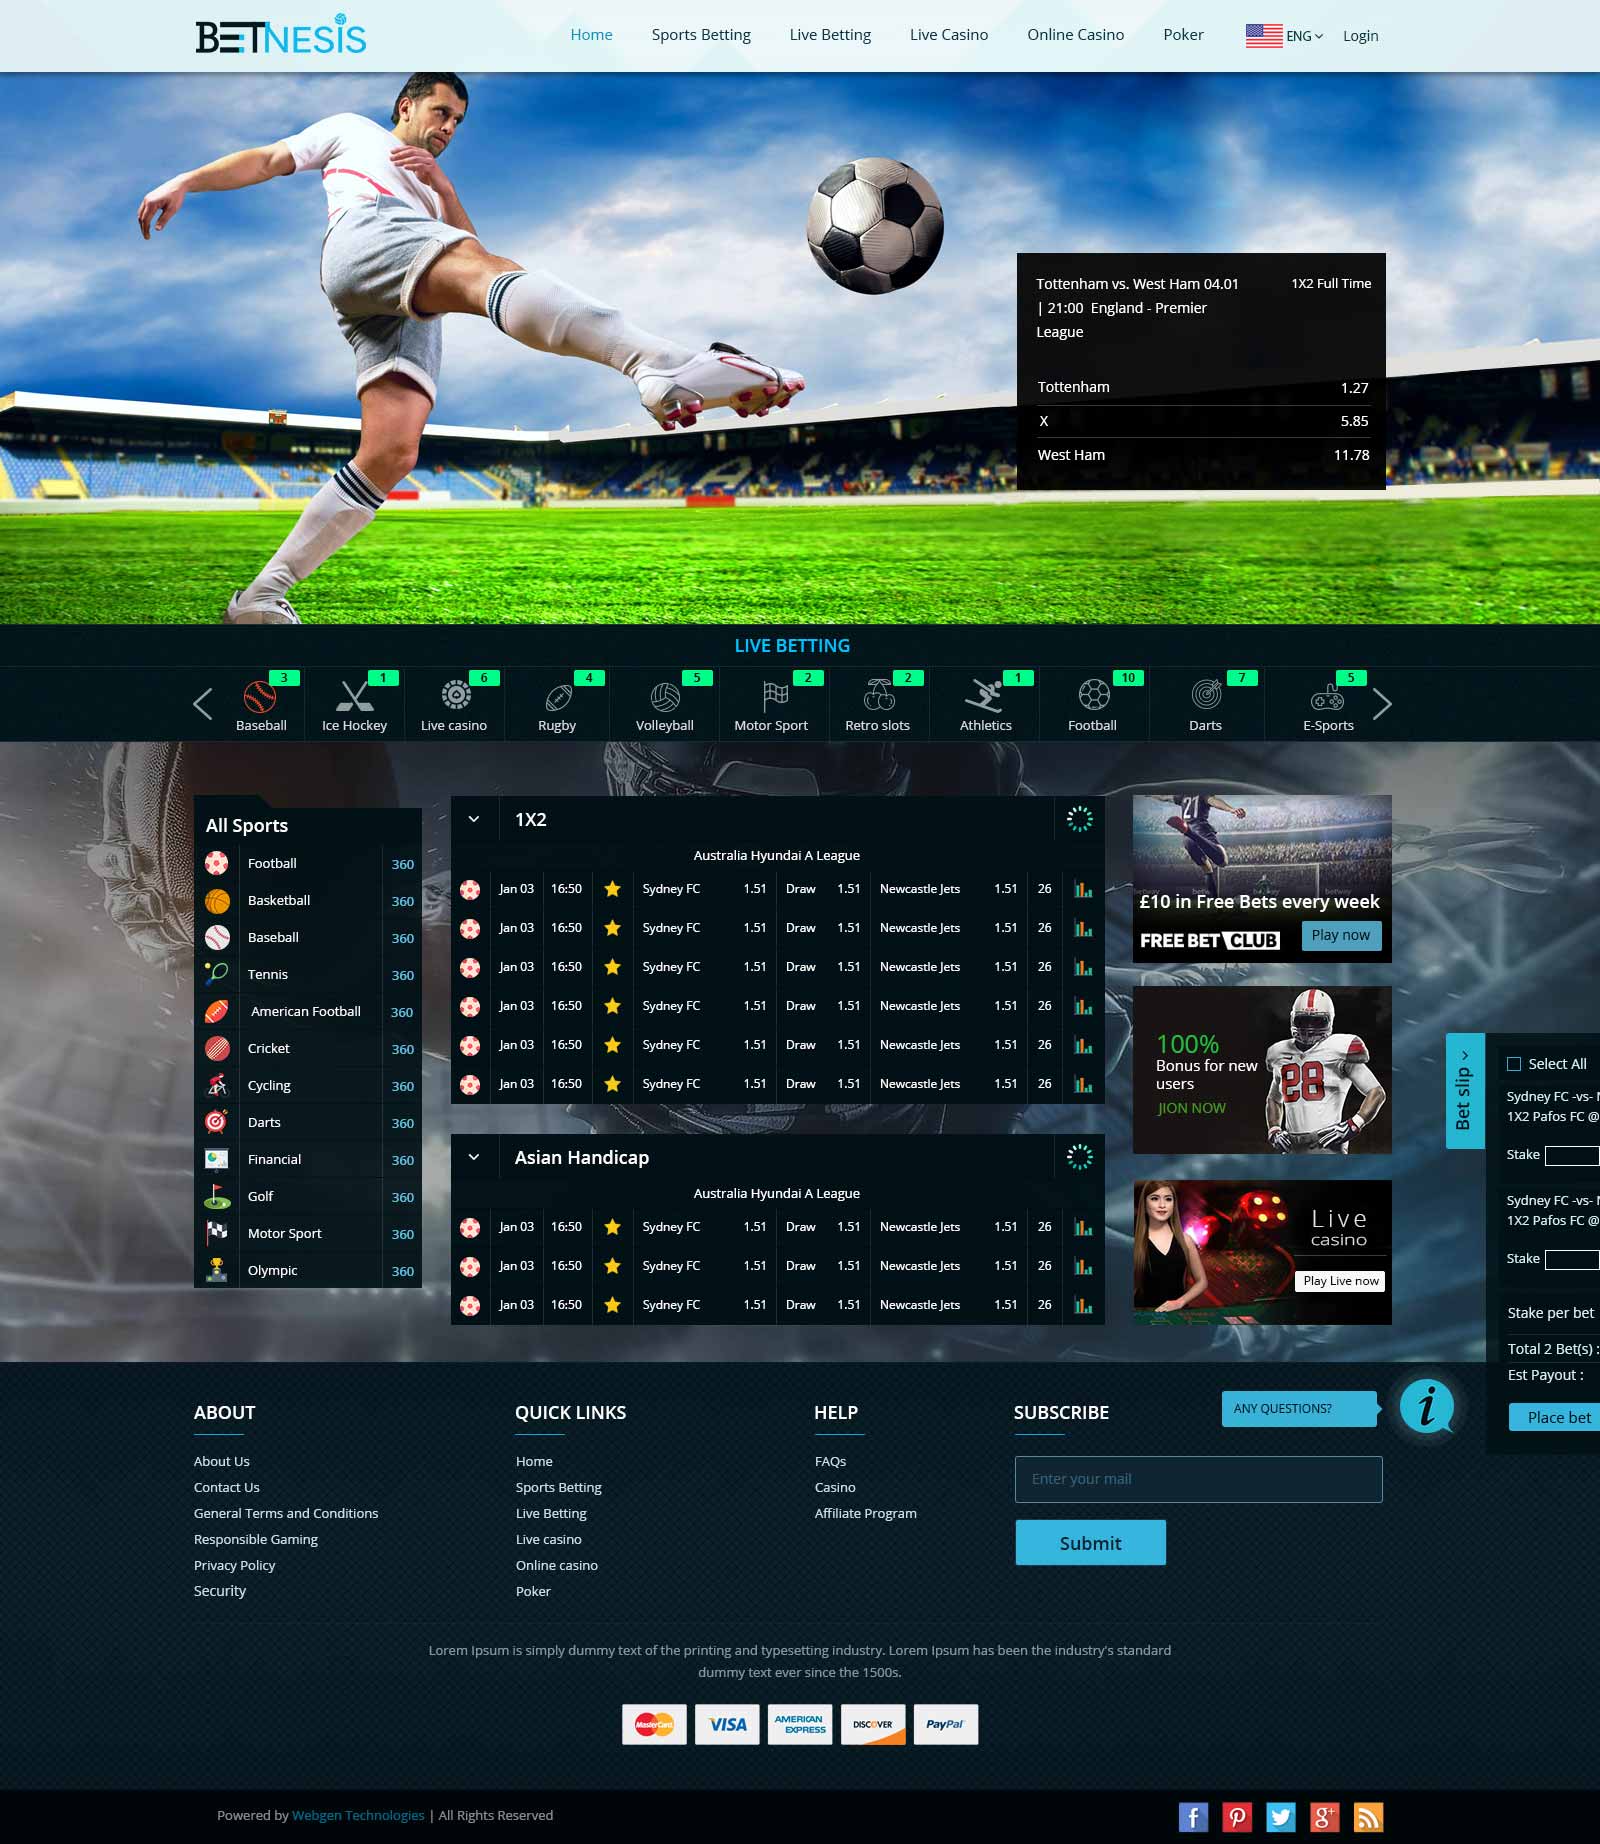 BETNESIS
Home Sports Betting Live Betting Live Casino Online Casino Poker ENG Login
Tottenham vs. West Ham 04.01 1X2 Full Time
| 21:00 England - Premier
League
Tottenham 1.27
X 5.85
West Ham 11.78
LIVE BETTING
3 1 6 4 5 2 2 1 10 7 5
Baseball Ice Hockey Live casino Rugby Volleyball Motor Sport Retro slots Athletics Football Darts E-Sports
All Sports
Football 360
Basketball 360
Baseball 360
Tennis 360
American Football 360
Cricket 360
Cycling 360
Darts 360
Financial 360
Golf 360
Motor Sport 360
Olympic 360
1X2
Australia Hyundai A League
Jan 03 16:50 Sydney FC 1.51 Draw 1.51 Newcastle Jets 1.51 26
Jan 03 16:50 Sydney FC 1.51 Draw 1.51 Newcastle Jets 1.51 26
Jan 03 16:50 Sydney FC 1.51 Draw 1.51 Newcastle Jets 1.51 26
Jan 03 16:50 Sydney FC 1.51 Draw 1.51 Newcastle Jets 1.51 26
Jan 03 16:50 Sydney FC 1.51 Draw 1.51 Newcastle Jets 1.51 26
Jan 03 16:50 Sydney FC 1.51 Draw 1.51 Newcastle Jets 1.51 26
Asian Handicap
Australia Hyundai A League
Jan 03 16:50 Sydney FC 1.51 Draw 1.51 Newcastle Jets 1.51 26
Jan 03 16:50 Sydney FC 1.51 Draw 1.51 Newcastle Jets 1.51 26
Jan 03 16:50 Sydney FC 1.51 Draw 1.51 Newcastle Jets 1.51 26
21
betway betway betway
£10 in Free Bets every week
FREE BET CLUB Play now
100%
Bonus for new
users
JION NOW
28
Live
casino
Play Live now
Bet slip
Select All
Sydney FC -vs-
1X2 Pafos FC @
Stake
Sydney FC -vs-
1X2 Pafos FC @
Stake
Stake per bet
Total 2 Bet(s) :
Est Payout :
Place bet
ABOUT
About Us
Contact Us
General Terms and Conditions
Responsible Gaming
Privacy Policy
Security
QUICK LINKS
Home
Sports Betting
Live Betting
Live casino
Online casino
Poker
HELP
FAQs
Casino
Affiliate Program
SUBSCRIBE
ANY QUESTIONS?
i
Enter your mail
Submit
Lorem Ipsum is simply dummy text of the printing and typesetting industry. Lorem Ipsum has been the industry's standard
dummy text ever since the 1500s.
MasterCard VISA AMERICAN EXPRESS DISCOVER PayPal
Powered by Webgen Technologies | All Rights Reserved
f g+